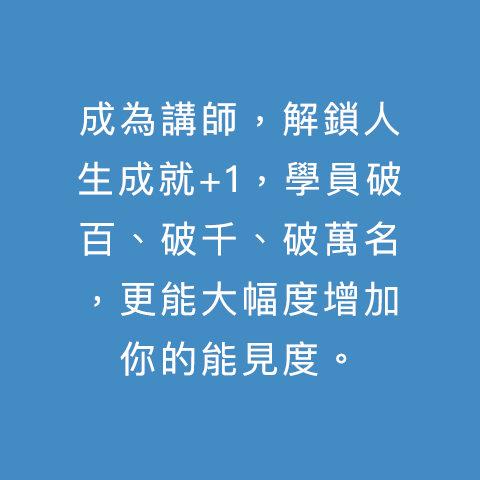 成為講師，解鎖人
生成就+1，學員破
百、破千、破萬名
，更能大幅度增加
你的能見度。